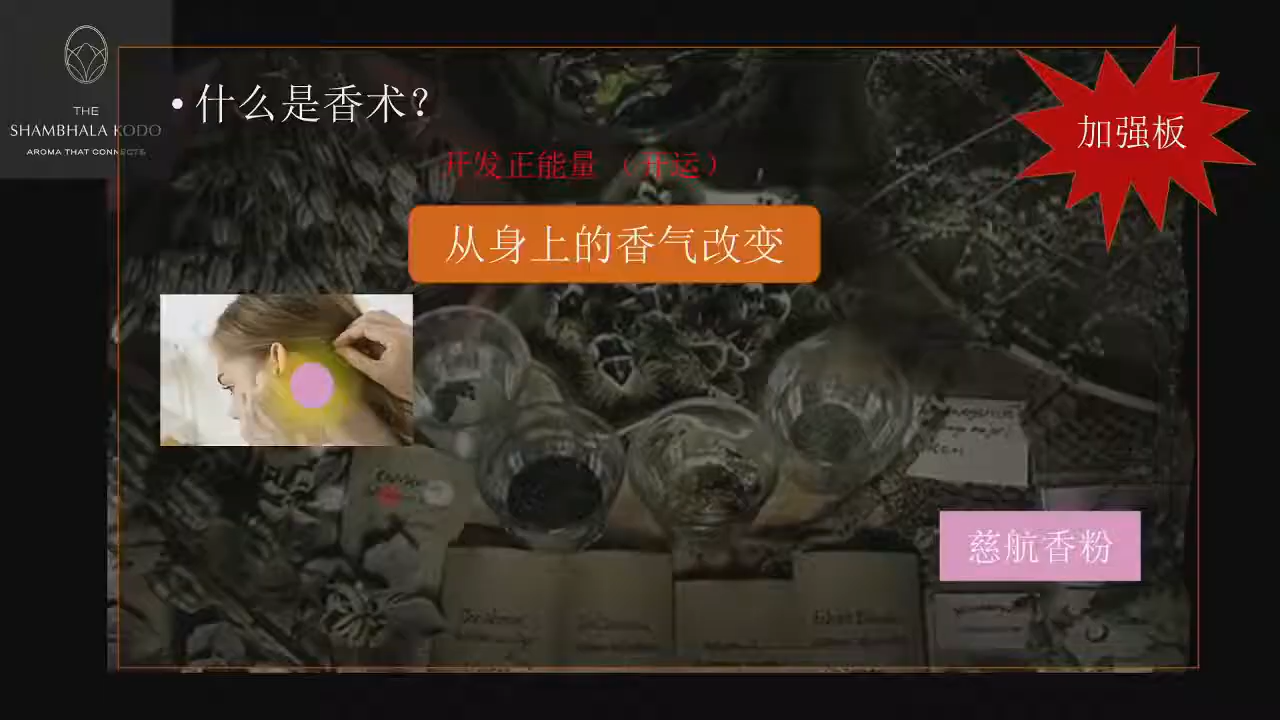 THE
SHAMBHALA KODO
AROMA THAT CONNECTS
• 什么是香术？
加强板
开发正能量（开运）
从身上的香气改变
慈航香粉